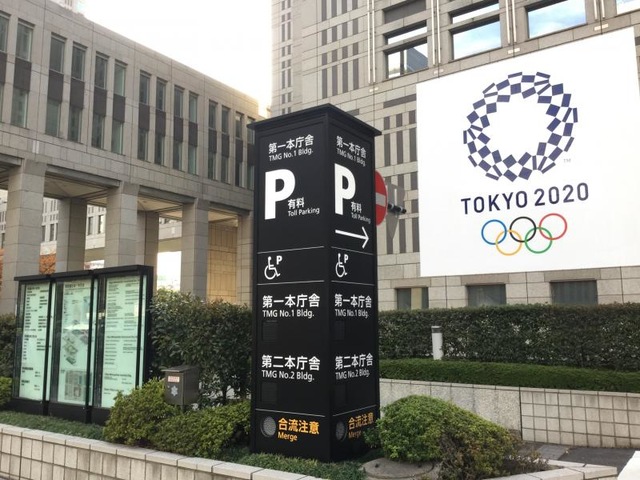 第一本庁舎
TMG No.1 Bldg.
P
有料
Toll Parking
P
第一本庁舎
TMG No.1 Bldg.
第二本庁舎
TMG No.2 Bldg.
合流注意
Merge
第一本庁舎
TMG No.1 Bldg.
P
有料
Toll Parking
P
第一本庁舎
TMG No.1 Bldg.
第二本庁舎
TMG No.2 Bldg.
合流注意
Merge
TM
TOKYO 2020